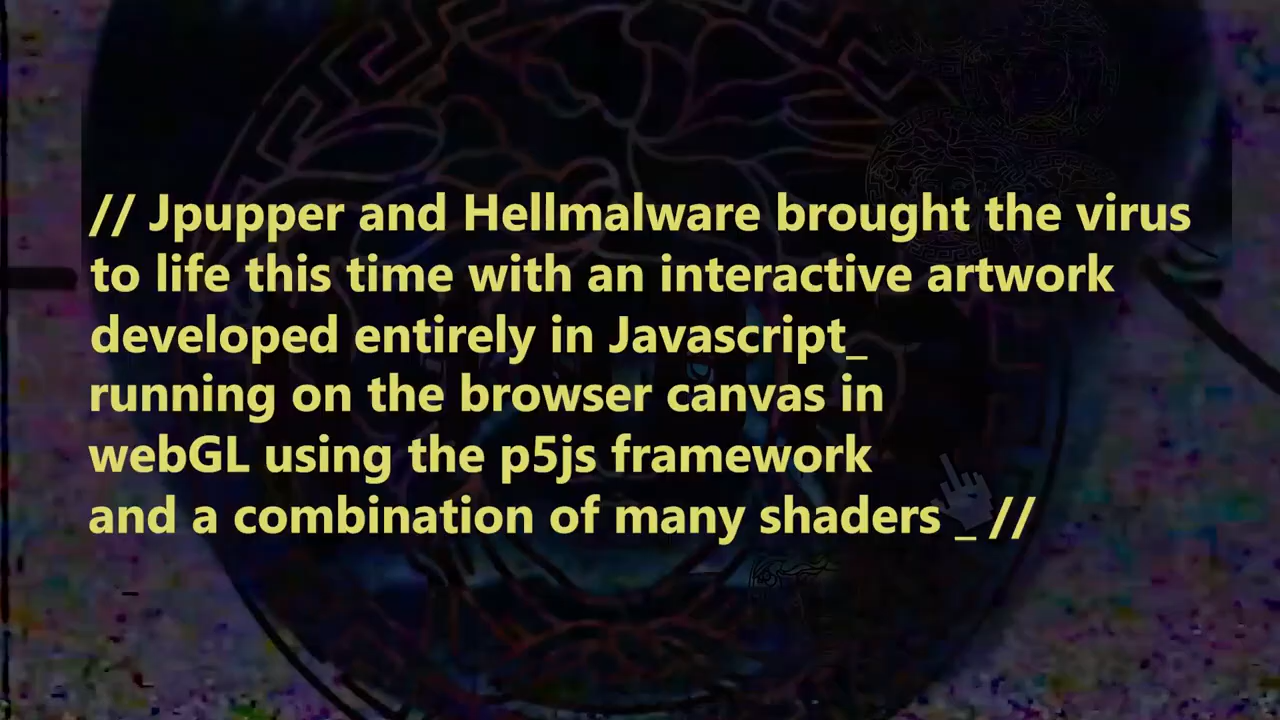 // Jpupper and Hellmalware brought the virus
to life this time with an interactive artwork
developed entirely in Javascript_
running on the browser canvas in
webGL using the p5js framework
and a combination of many shaders _ //